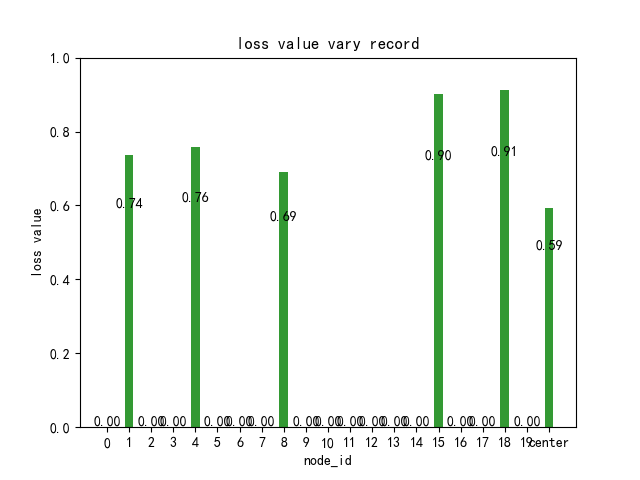 loss value vary record
1.0
0.8
0.6
0.4
0.2
0.0
loss value
0.00 0.74 0.00 0.00 0.76 0.00 0.00 0.00 0.69 0.00 0.00 0.00 0.00 0.00 0.00 0.90 0.00 0.00 0.91 0.00 0.59
0 1 2 3 4 5 6 7 8 9 10 11 12 13 14 15 16 17 18 19 center
node_id